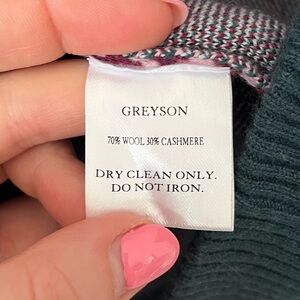 GREYSON
70% WOOL 30% CASHMERE
DRY CLEAN ONLY.
DO NOT IRON.